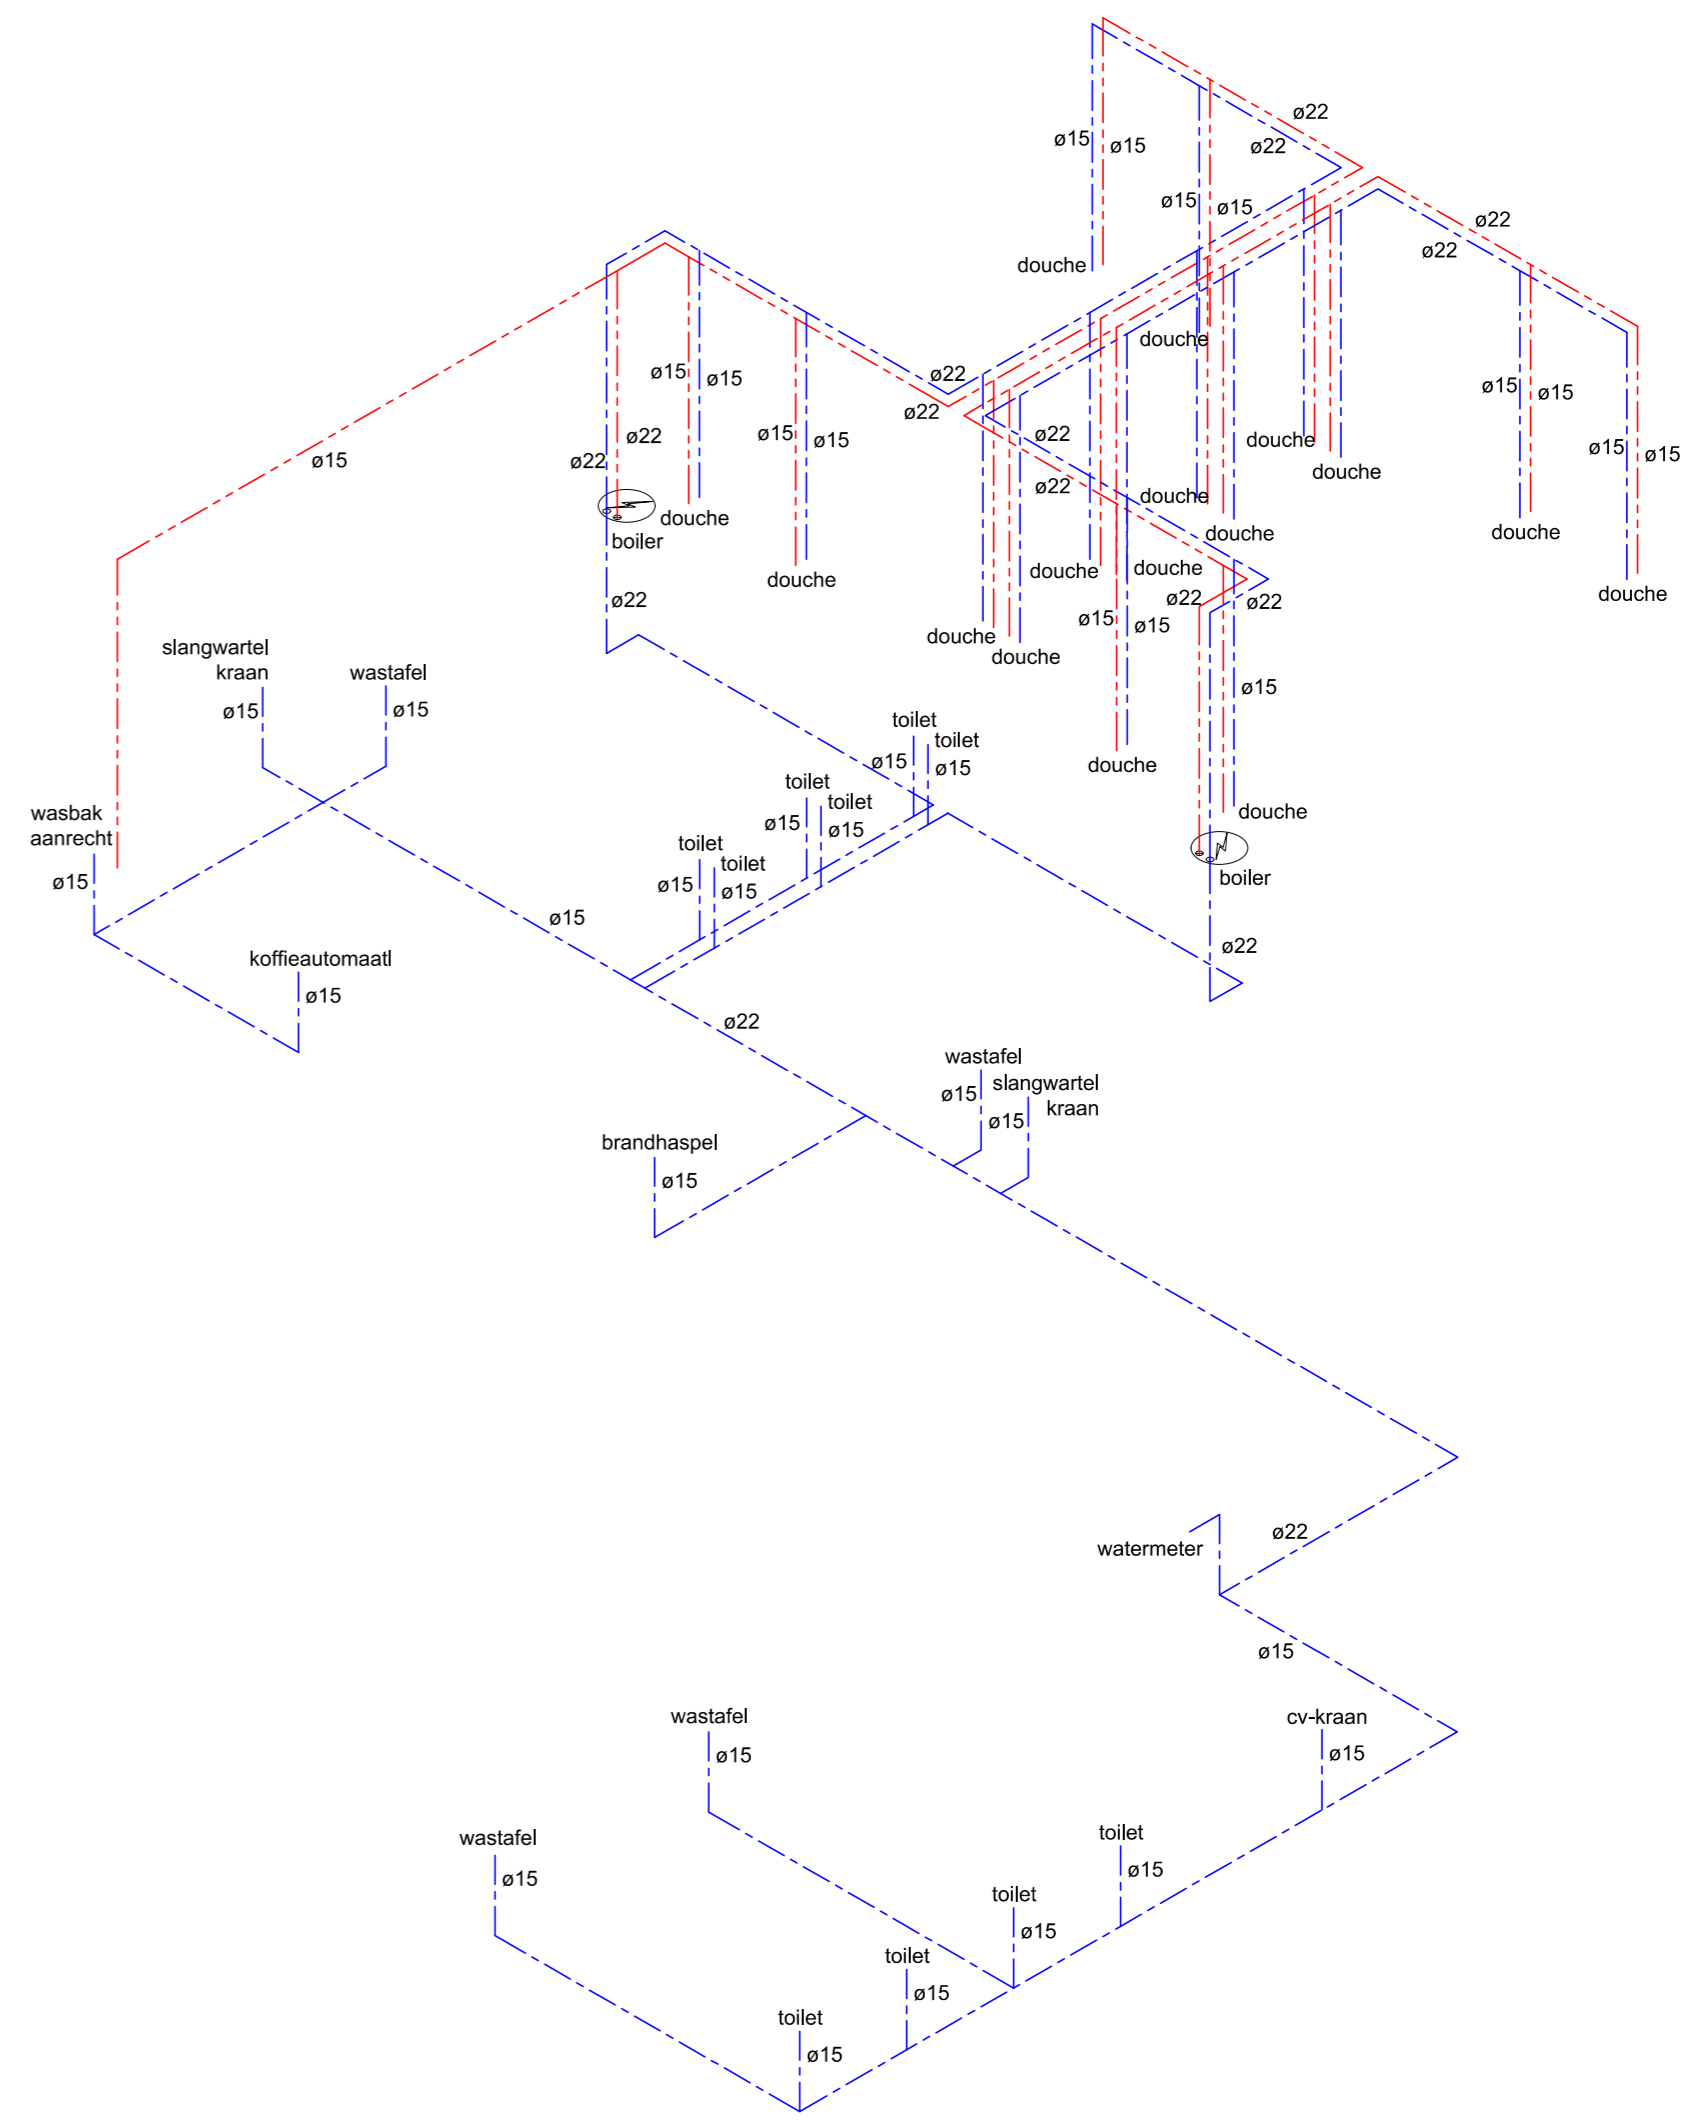 ø22
ø15
ø15
ø22
ø15
ø15
ø22
ø22
douche
douche
ø22
ø15
ø15
ø22
ø15
ø15
ø15
ø15
ø22
ø15
ø15
ø22
douche
ø15
ø15
ø15
ø22
douche
ø22
douche
ø22
douche
boiler
douche
douche
douche
douche
douche
douche
ø22
ø22
ø22
douche
ø15
ø15
douche
douche
slangwartel
kraan
wastafel
ø15
ø15
ø15
toilet
toilet
ø15
ø15
douche
toilet
toilet
wasbak
aanrecht
ø15
ø15
douche
toilet
toilet
ø15
ø15
ø15
boiler
ø15
ø22
koffieautomaatl
ø15
ø22
wastafel
slangwartel
kraan
ø15
ø15
brandhaspel
ø15
ø22
watermeter
ø15
wastafel
cv-kraan
ø15
ø15
wastafel
toilet
ø15
ø15
toilet
ø15
toilet
ø15
toilet
ø15